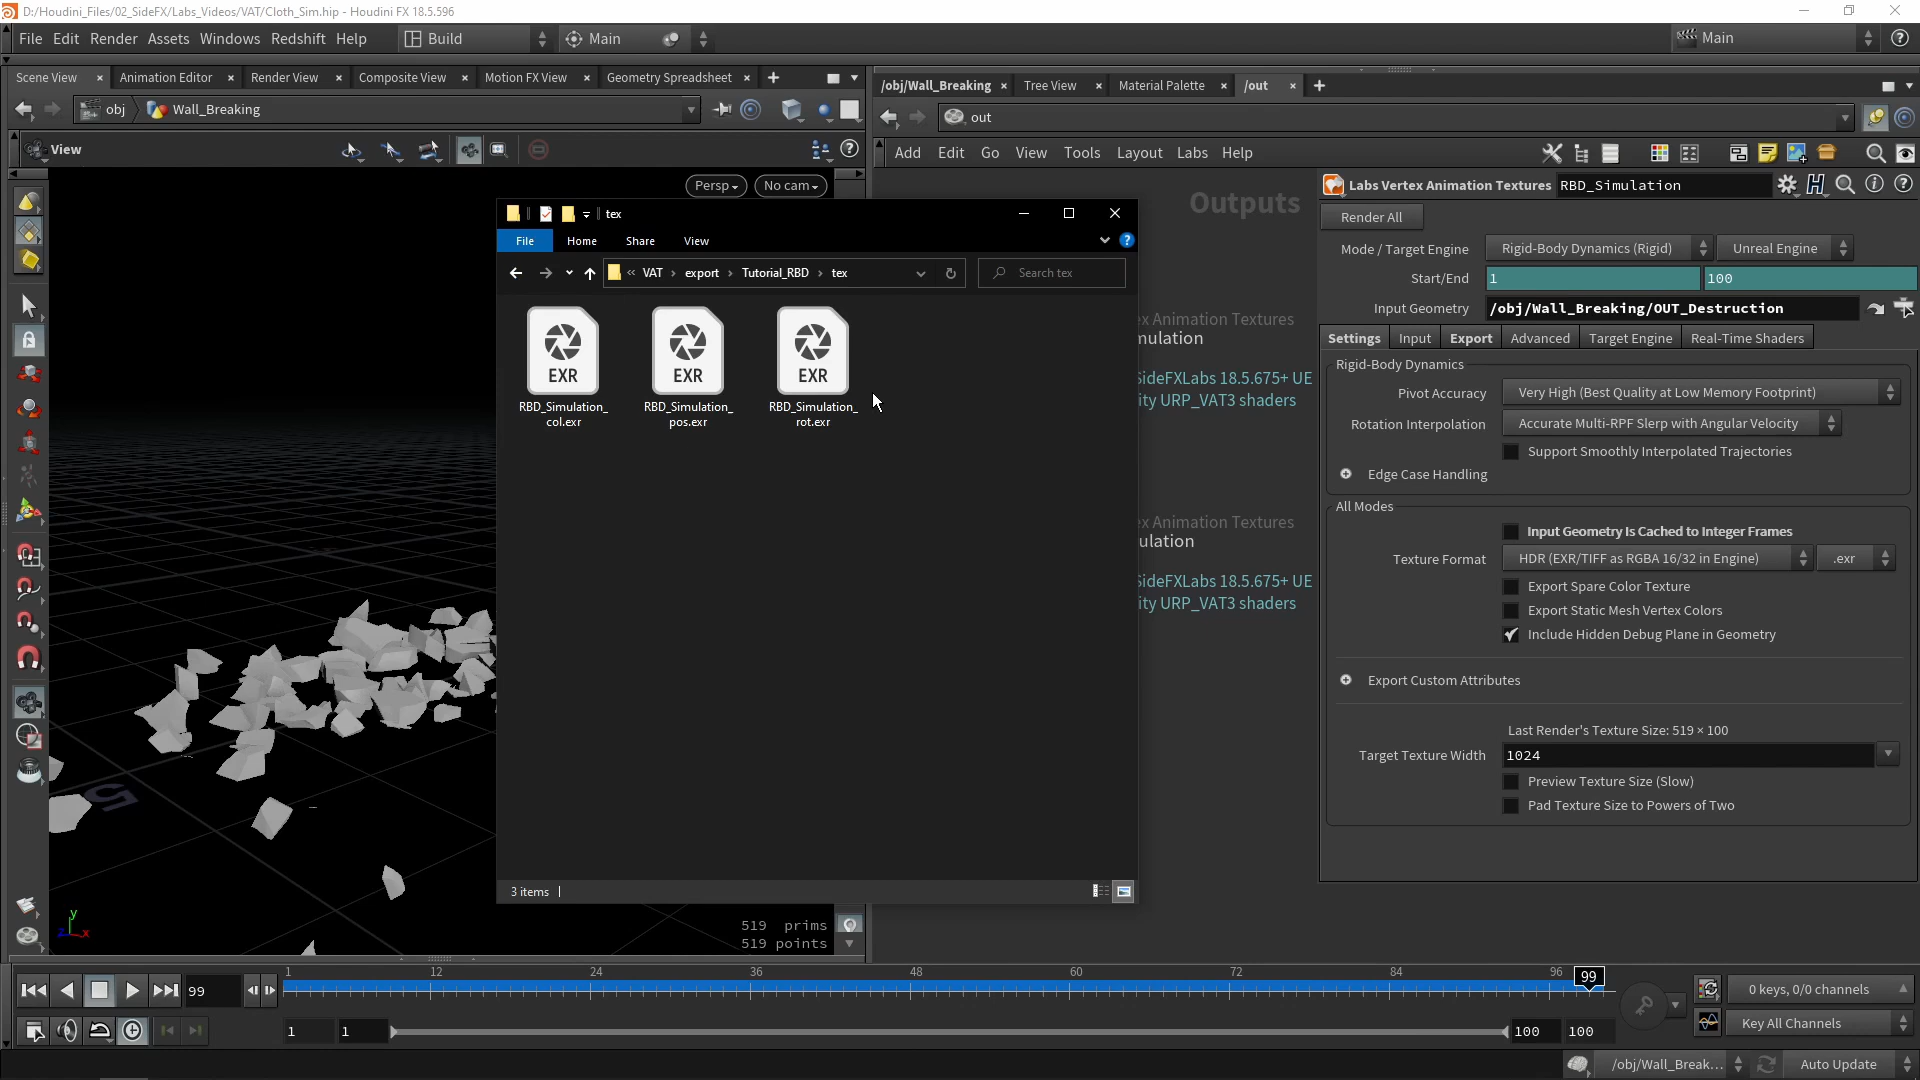 D:/Houdini_Files/02_SideFX/Labs_Videos/VAT/Cloth_Sim.hip - Houdini FX 18.5.596
File Edit Render Assets Windows Redshift Help Build Main Main
Scene View Animation Editor Render View Composite View Motion FX View Geometry Spreadsheet
obj Wall_Breaking
View
Persp No cam
/obj/Wall_Breaking Tree View Material Palette /out
out
Add Edit Go View Tools Layout Labs Help
Outputs
Labs Vertex Animation Textures RBD_Simulation
Render All
Mode / Target Engine Rigid-Body Dynamics (Rigid) Unreal Engine
Start/End 1 100
Input Geometry /obj/Wall_Breaking/OUT_Destruction
Settings Input Export Advanced Target Engine Real-Time Shaders
Rigid-Body Dynamics
Pivot Accuracy Very High (Best Quality at Low Memory Footprint)
Rotation Interpolation Accurate Multi-RPF Slerp with Angular Velocity
Support Smoothly Interpolated Trajectories
Edge Case Handling
All Modes
Input Geometry Is Cached to Integer Frames
Texture Format HDR (EXR/TIFF as RGBA 16/32 in Engine) .exr
Export Spare Color Texture
Export Static Mesh Vertex Colors
Include Hidden Debug Plane in Geometry
Export Custom Attributes
Last Render's Texture Size: 519 × 100
Target Texture Width 1024
Preview Texture Size (Slow)
Pad Texture Size to Powers of Two
tex
File Home Share View
« VAT › export › Tutorial_RBD › tex
Search tex
EXR EXR EXR
RBD_Simulation_
col.exr
RBD_Simulation_
pos.exr
RBD_Simulation_
rot.exr
3 items
ex Animation Textures
mulation
SideFXLabs 18.5.675+ UE
ity URP_VAT3 shaders
ex Animation Textures
ulation
SideFXLabs 18.5.675+ UE
ity URP_VAT3 shaders
5
y
z x
519 prims
519 points
1 12 24 36 48 60 72 84 96 99
99
1 1 100 100
0 keys, 0/0 channels
Key All Channels
/obj/Wall_Break... Auto Update